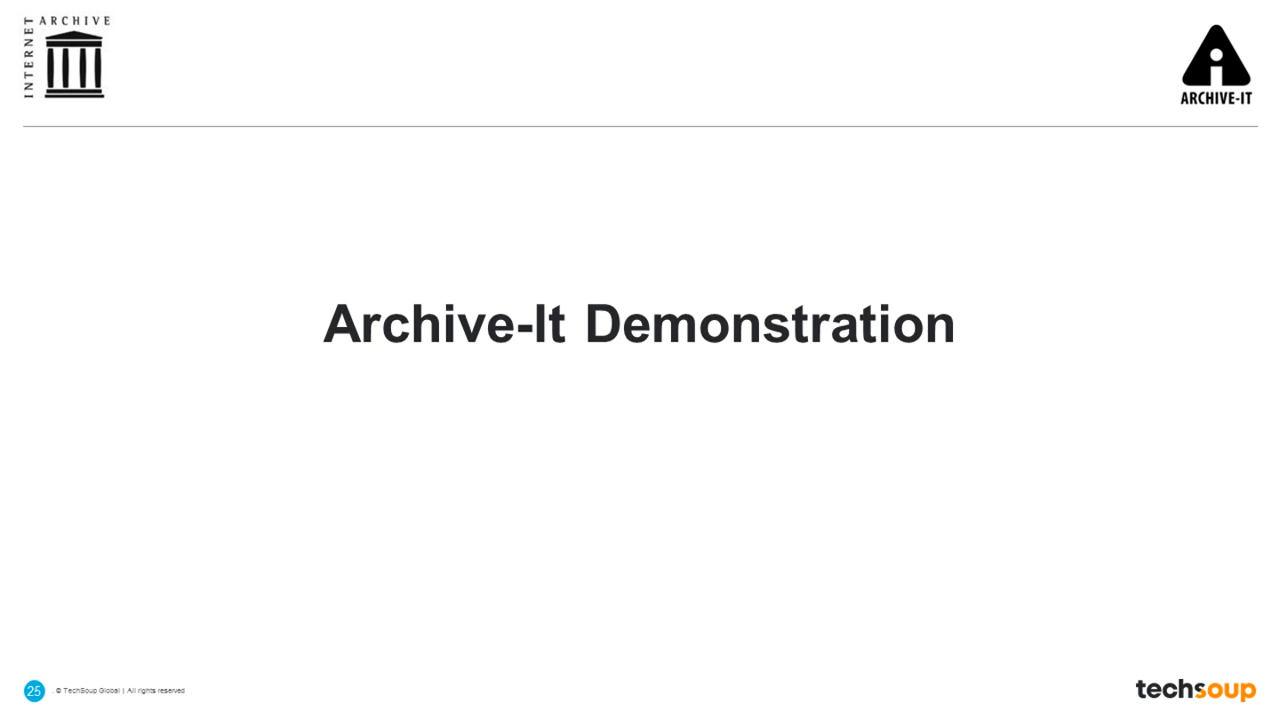 INTERNET ARCHIVE
ARCHIVE-IT
Archive-It Demonstration
25 . © TechSoup Global | All rights reserved
techsoup